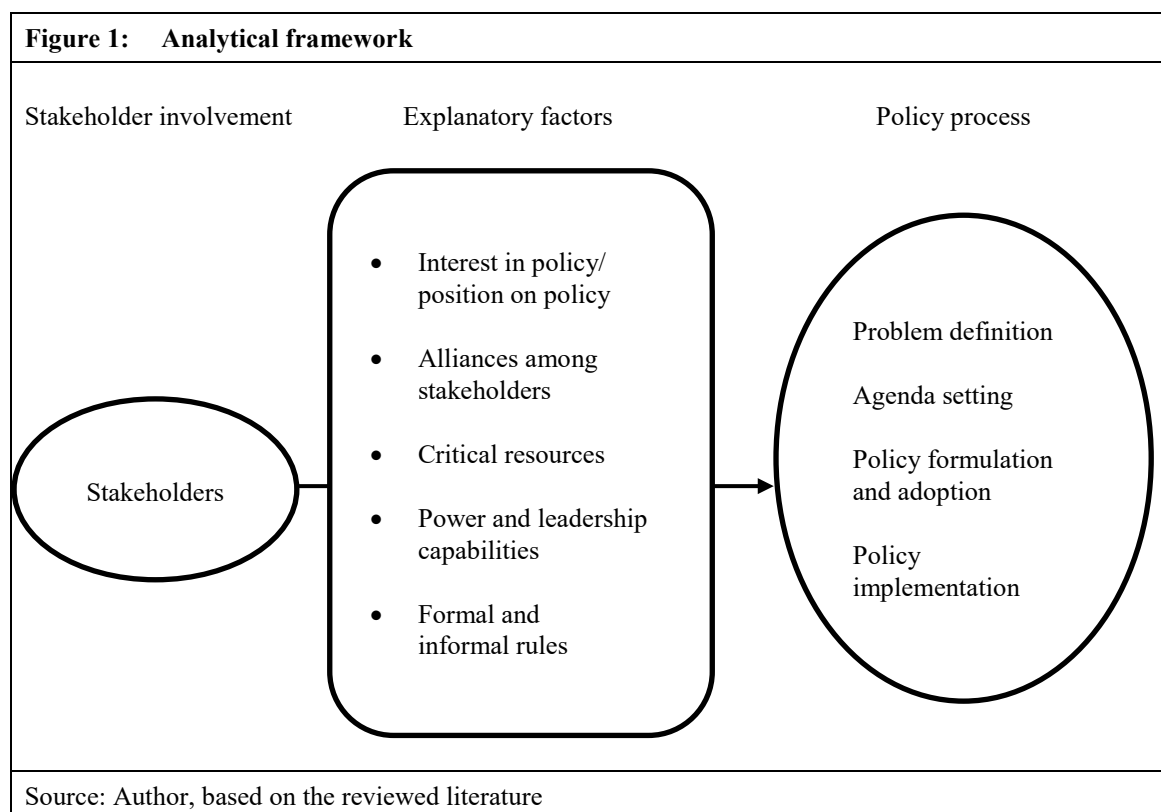 Figure 1: Analytical framework
Stakeholder involvement
Explanatory factors
Policy process
Stakeholders
• Interest in policy/
position on policy
• Alliances among
stakeholders
• Critical resources
• Power and leadership
capabilities
• Formal and
informal rules
Problem definition
Agenda setting
Policy formulation
and adoption
Policy
implementation
Source: Author, based on the reviewed literature